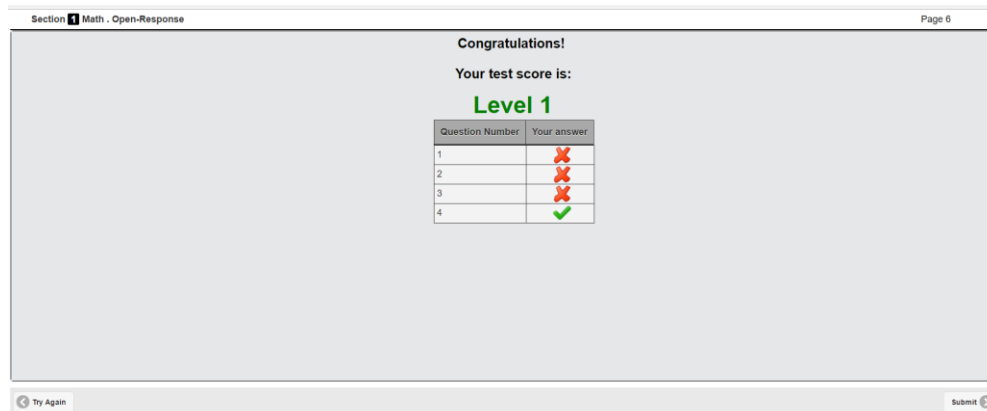 Section 1 Math . Open-Response Page 6
Congratulations!
Your test score is:
Level 1
Question Number Your answer
1
2
3
4
Try Again Submit